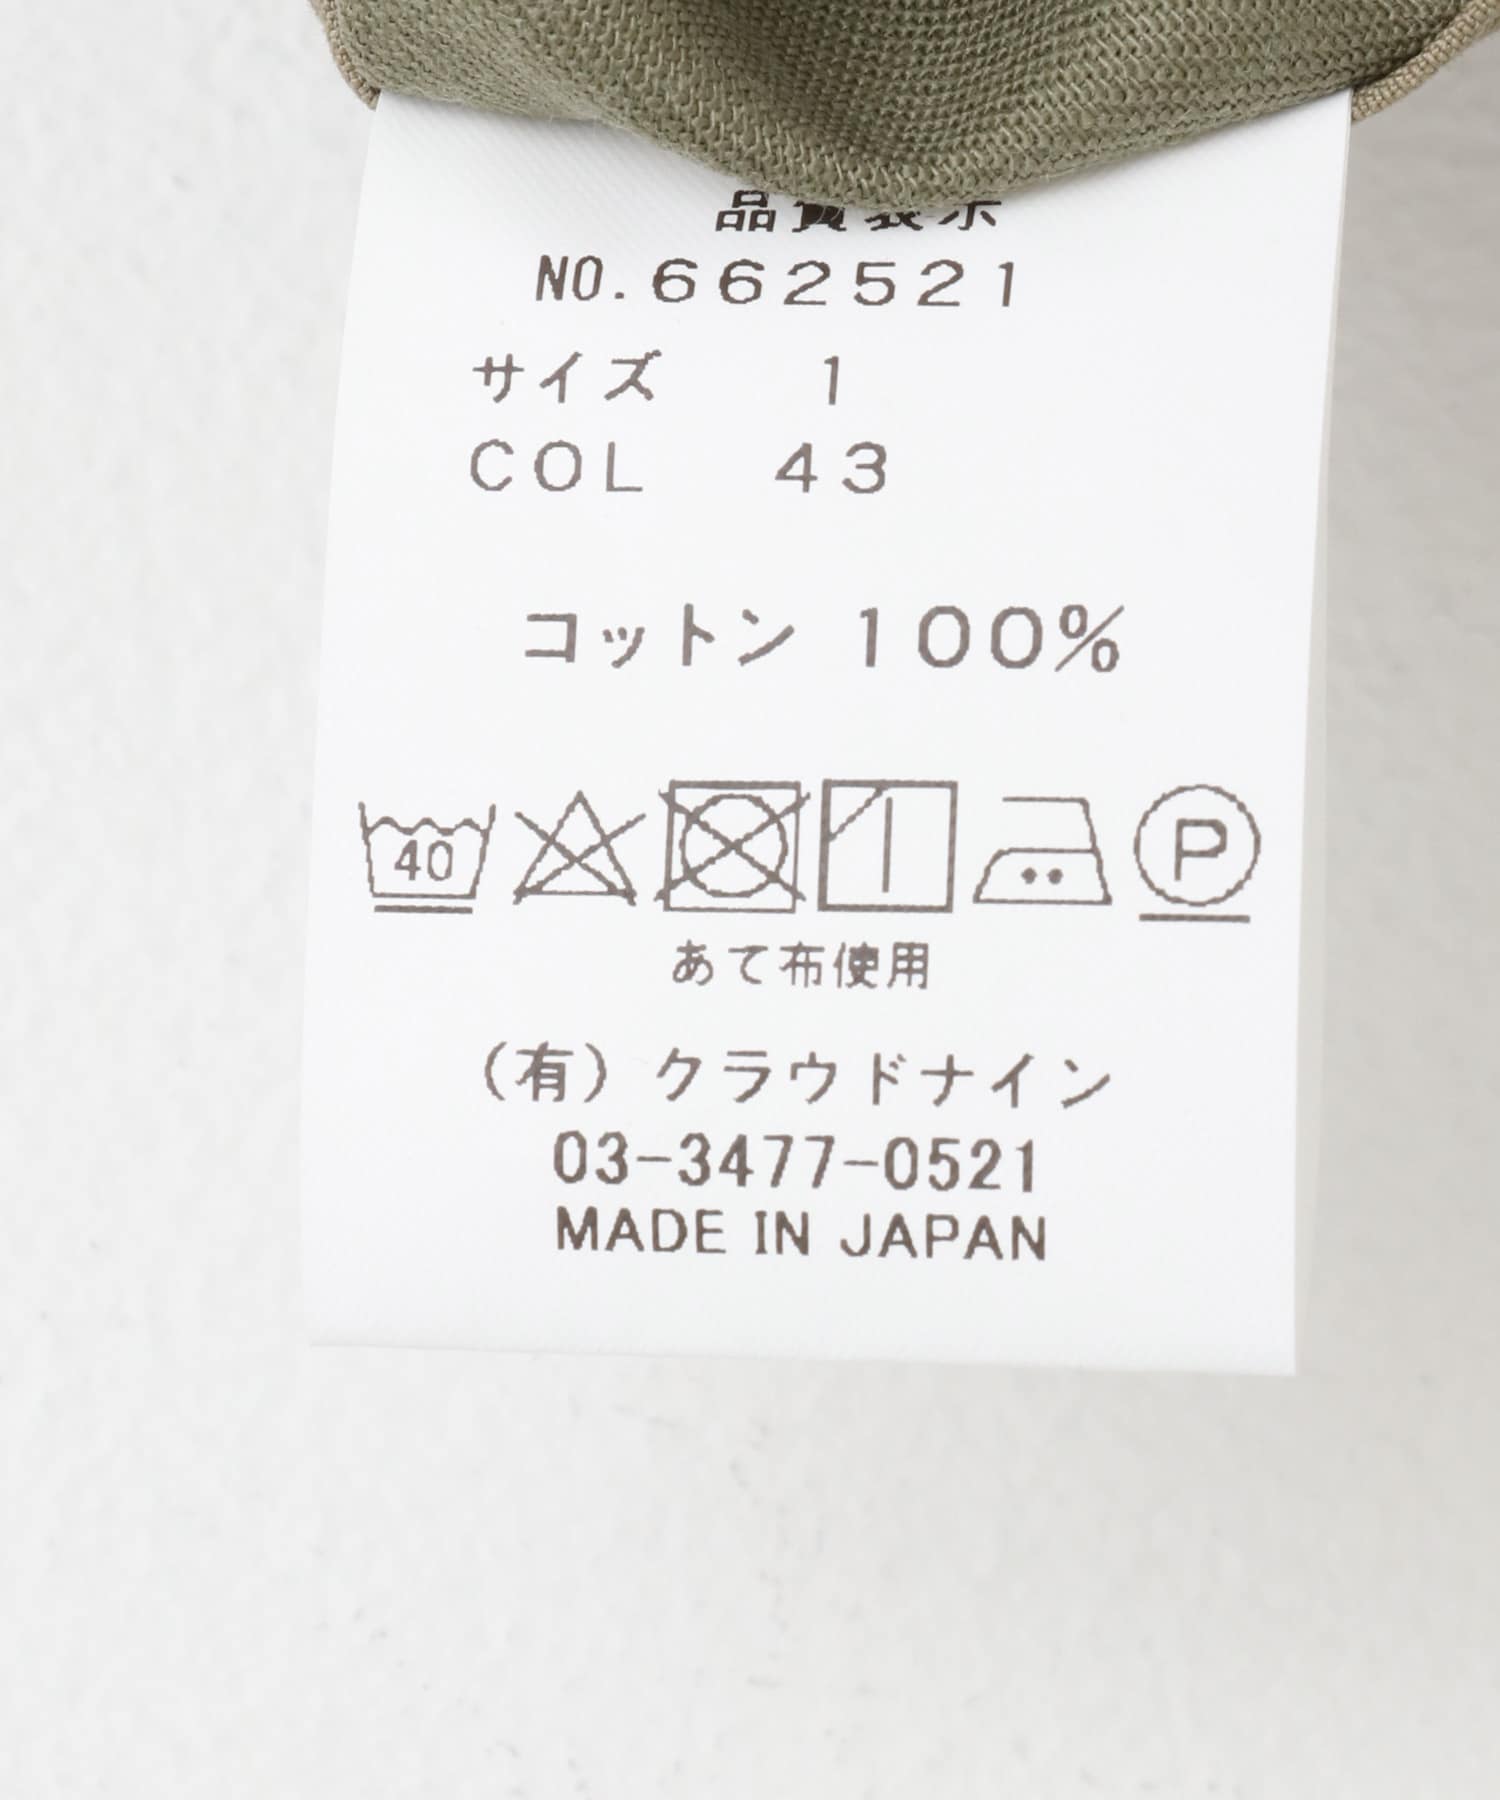 品質表示
NO.662521
サイズ 1
COL 43
コットン 100%
40
P
あて布使用
(有)クラウドナイン
03-3477-0521
MADE IN JAPAN